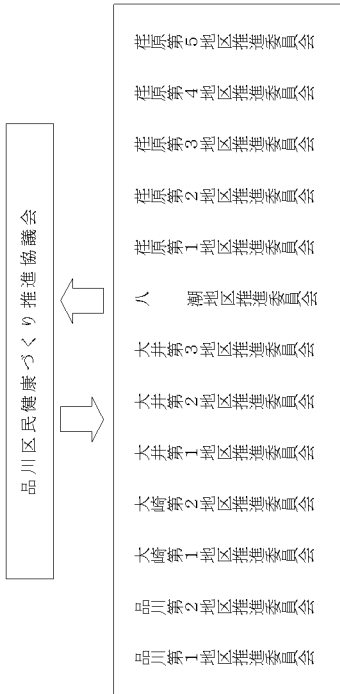 品川区民健康づくり推進協議会
品川第1地区推進委員会
品川第2地区推進委員会
大崎第1地区推進委員会
大崎第2地区推進委員会
大井第1地区推進委員会
大井第2地区推進委員会
大井第3地区推進委員会
八　潮地区推進委員会
荏原第1地区推進委員会
荏原第2地区推進委員会
荏原第3地区推進委員会
荏原第4地区推進委員会
荏原第5地区推進委員会